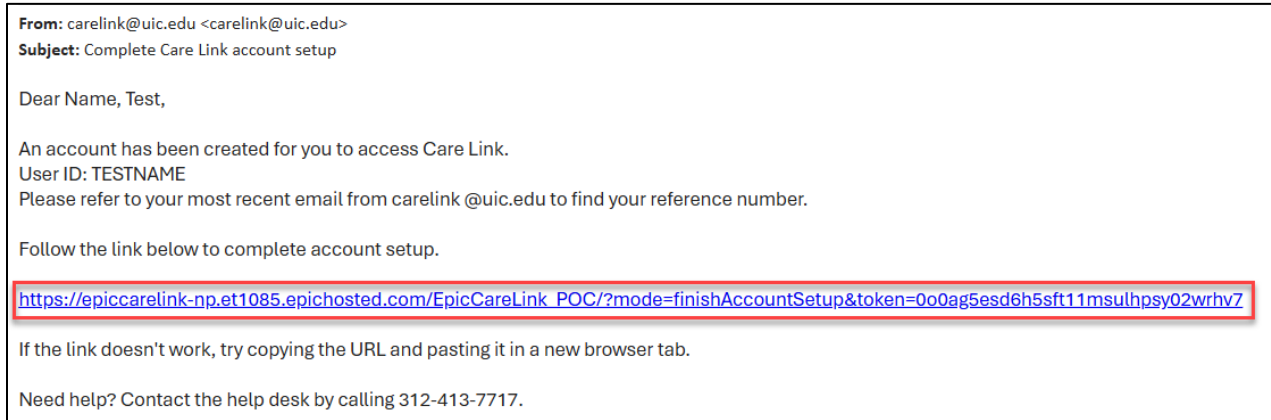 From: carelink@uic.edu <carelink@uic.edu>
Subject: Complete Care Link account setup
Dear Name, Test,
An account has been created for you to access Care Link.
User ID: TESTNAME
Please refer to your most recent email from carelink @uic.edu to find your reference number.
Follow the link below to complete account setup.
https://epiccarelink-np.et1085.epichosted.com/EpicCareLink_POC/?mode=finishAccountSetup&token=0o0ag5esd6h5sft11msulhpsy02wrhv7
If the link doesn't work, try copying the URL and pasting it in a new browser tab.
Need help? Contact the help desk by calling 312-413-7717.